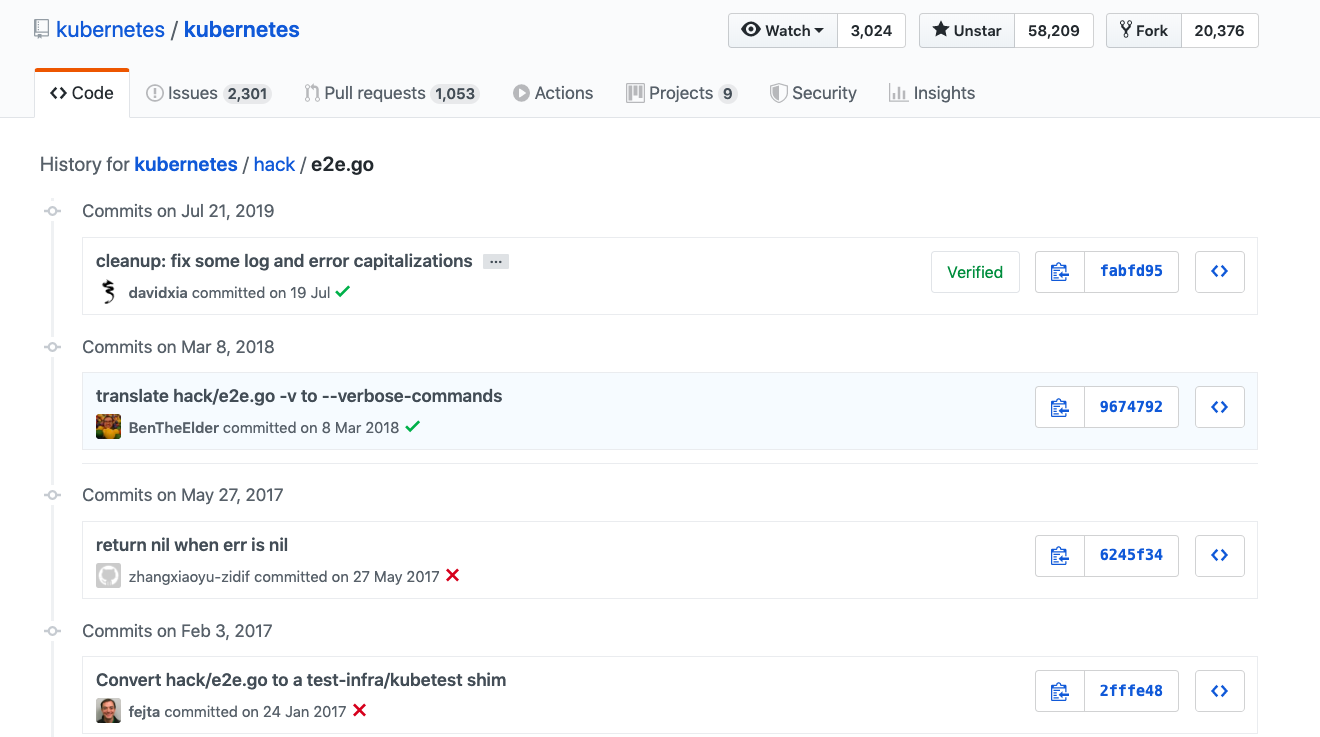 kubernetes / kubernetes
Watch 3,024 Unstar 58,209 Fork 20,376
Code Issues 2,301 Pull requests 1,053 Actions Projects 9 Security Insights
History for kubernetes / hack / e2e.go
Commits on Jul 21, 2019
cleanup: fix some log and error capitalizations ...
Verified fabfd95
davidxia committed on 19 Jul
Commits on Mar 8, 2018
translate hack/e2e.go -v to --verbose-commands
9674792
BenTheElder committed on 8 Mar 2018
Commits on May 27, 2017
return nil when err is nil
6245f34
zhangxiaoyu-zidif committed on 27 May 2017
Commits on Feb 3, 2017
Convert hack/e2e.go to a test-infra/kubetest shim
2fffe48
fejta committed on 24 Jan 2017